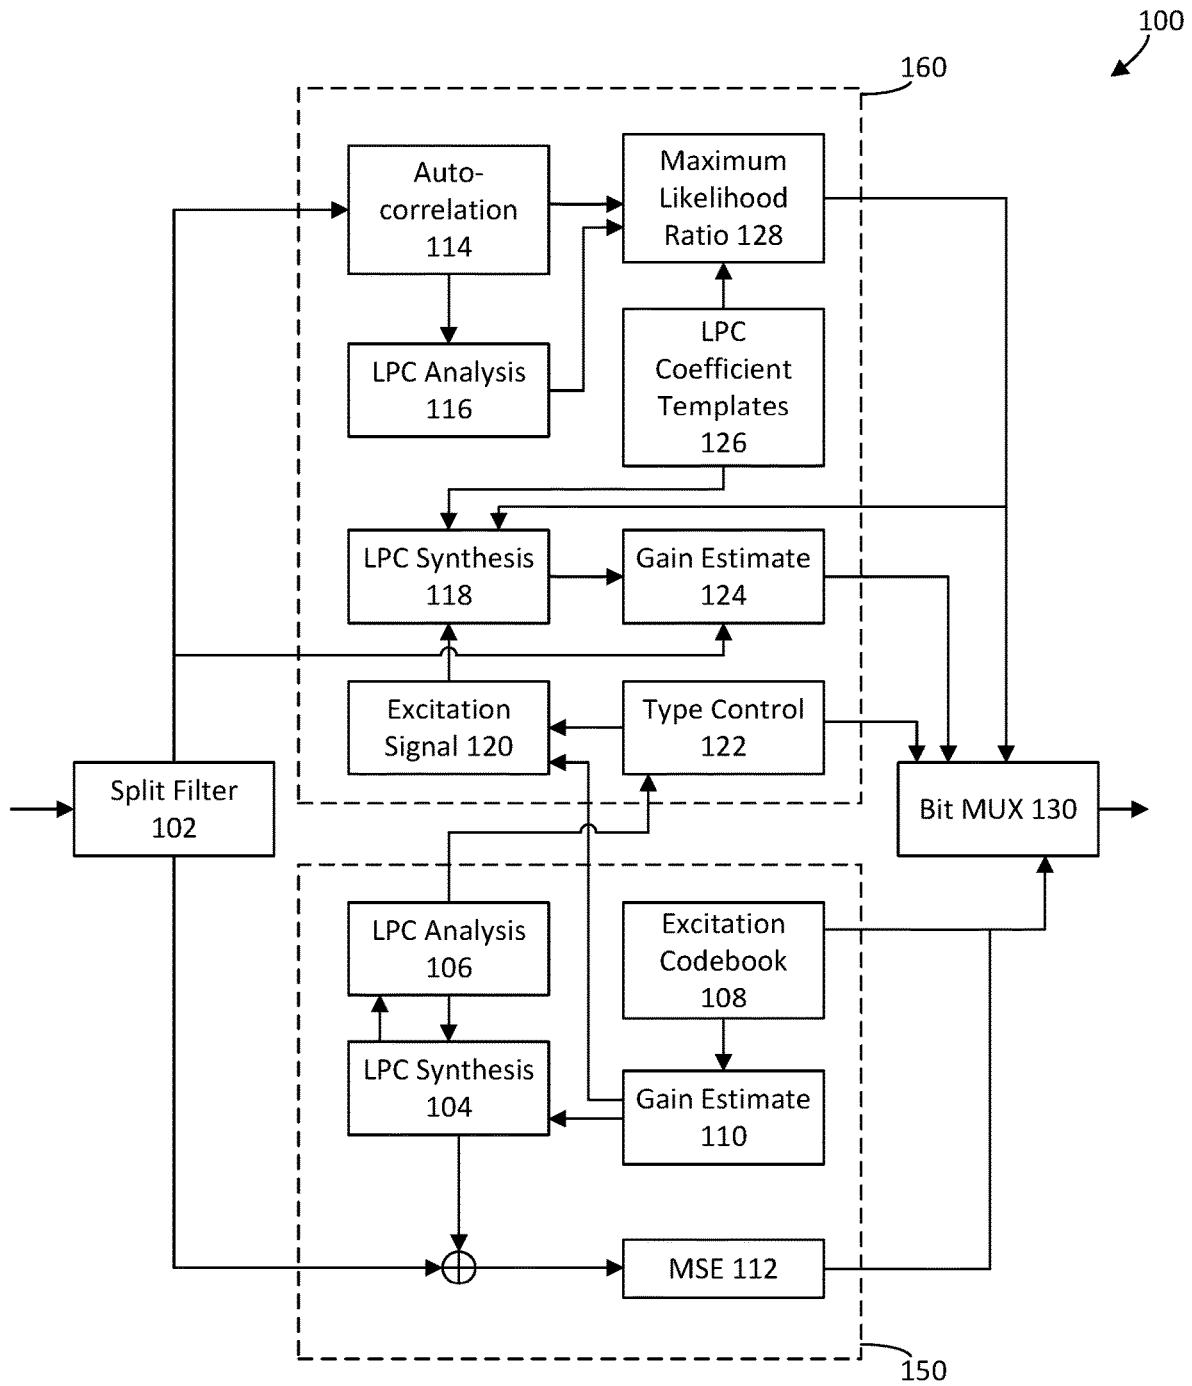 100
160
Auto-
correlation
114
Maximum
Likelihood
Ratio 128
LPC Analysis
116
LPC
Coefficient
Templates
126
LPC Synthesis
118
Gain Estimate
124
Excitation
Signal 120
Type Control
122
Split Filter
102
Bit MUX 130
LPC Analysis
106
Excitation
Codebook
108
LPC Synthesis
104
Gain Estimate
110
MSE 112
150